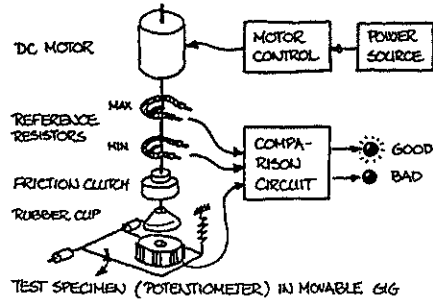 DC MOTOR
MOTOR
CONTROL
POWER
SOURCE
REFERENCE
RESISTORS
MAX
MIN
COMPA-
RISON
CIRCUIT
GOOD
BAD
FRICTION CLUTCH
RUBBER CUP
TEST SPECIMEN (POTENTIOMETER) IN MOVABLE GIG